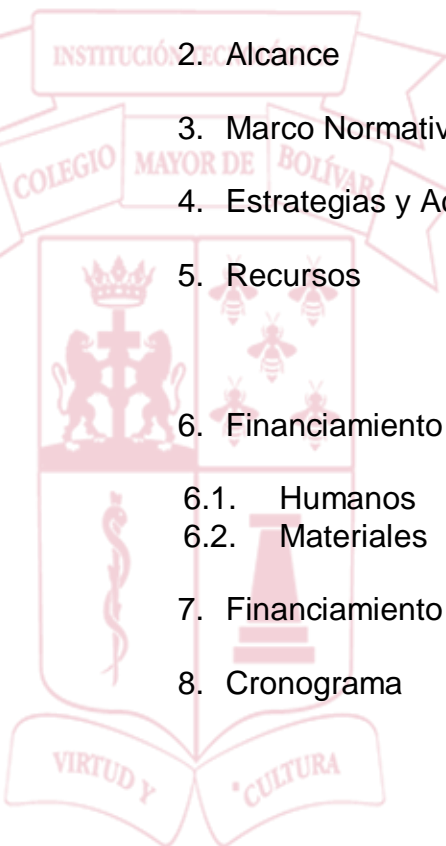 INSTITUCIÓN TEC
2. Alcance
3. Marco Normativ
COLEGIO MAYOR DE BOLÍVAR
4. Estrategias y Ac
5. Recursos
6. Financiamiento
6.1. Humanos
6.2. Materiales
7. Financiamiento
8. Cronograma
VIRTUD Y CULTURA